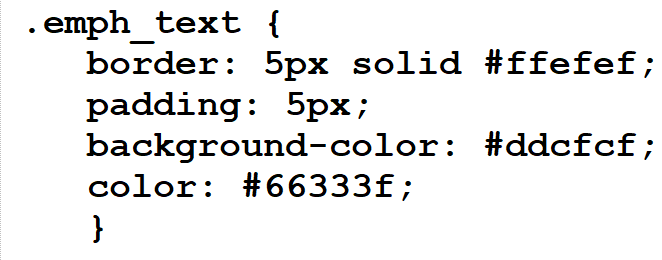 .emph_text {
border: 5px solid #ffefef;
padding: 5px;
background-color: #ddcfcf;
color: #66333f;
}